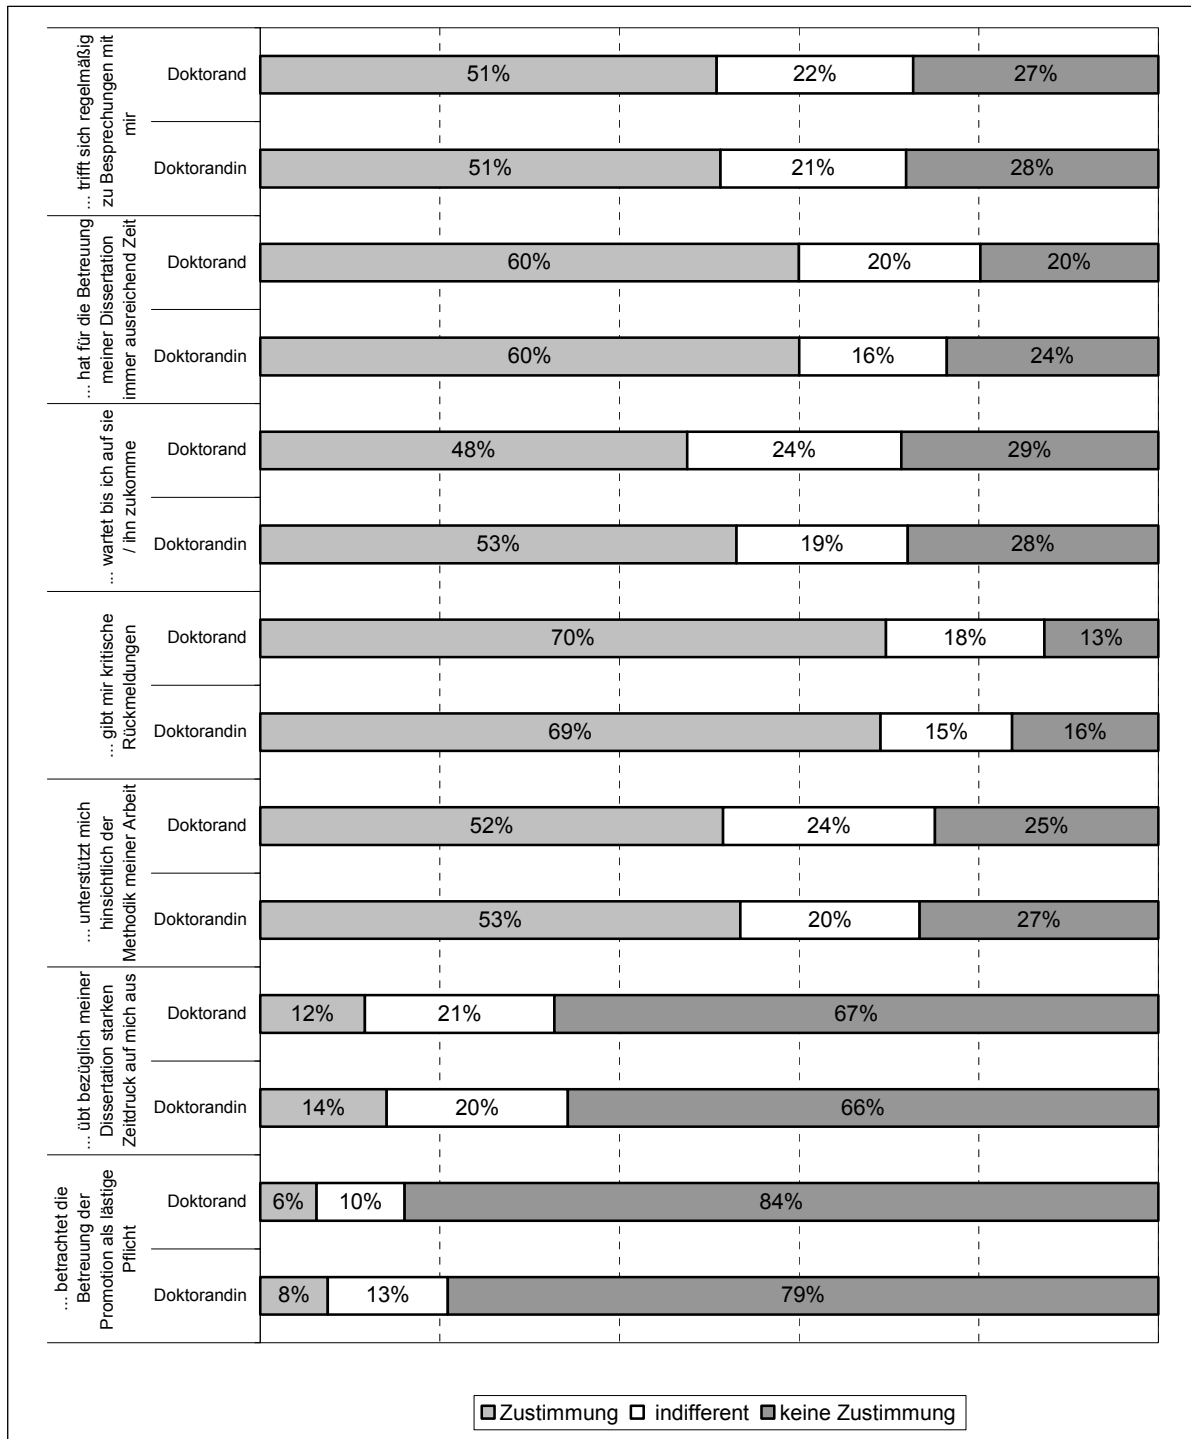 ... trifft sich regelmäßig
zu Besprechungen mit
mir
Doktorand
51% 22% 27%
Doktorandin
51% 21% 28%
... hat für die Betreuung
meiner Dissertation
immer ausreichend Zeit
Doktorand
60% 20% 20%
Doktorandin
60% 16% 24%
... wartet bis ich auf sie
/ ihn zukomme
Doktorand
48% 24% 29%
Doktorandin
53% 19% 28%
... gibt mir kritische
Rückmeldungen
Doktorand
70% 18% 13%
Doktorandin
69% 15% 16%
... unterstützt mich
hinsichtlich der
Methodik meiner Arbeit
Doktorand
52% 24% 25%
Doktorandin
53% 20% 27%
... übt bezüglich meiner
Dissertation starken
Zeitdruck auf mich aus
Doktorand
12% 21% 67%
Doktorandin
14% 20% 66%
... betrachtet die
Betreuung der
Promotion als lästige
Pflicht
Doktorand
6% 10% 84%
Doktorandin
8% 13% 79%
Zustimmung indifferent keine Zustimmung